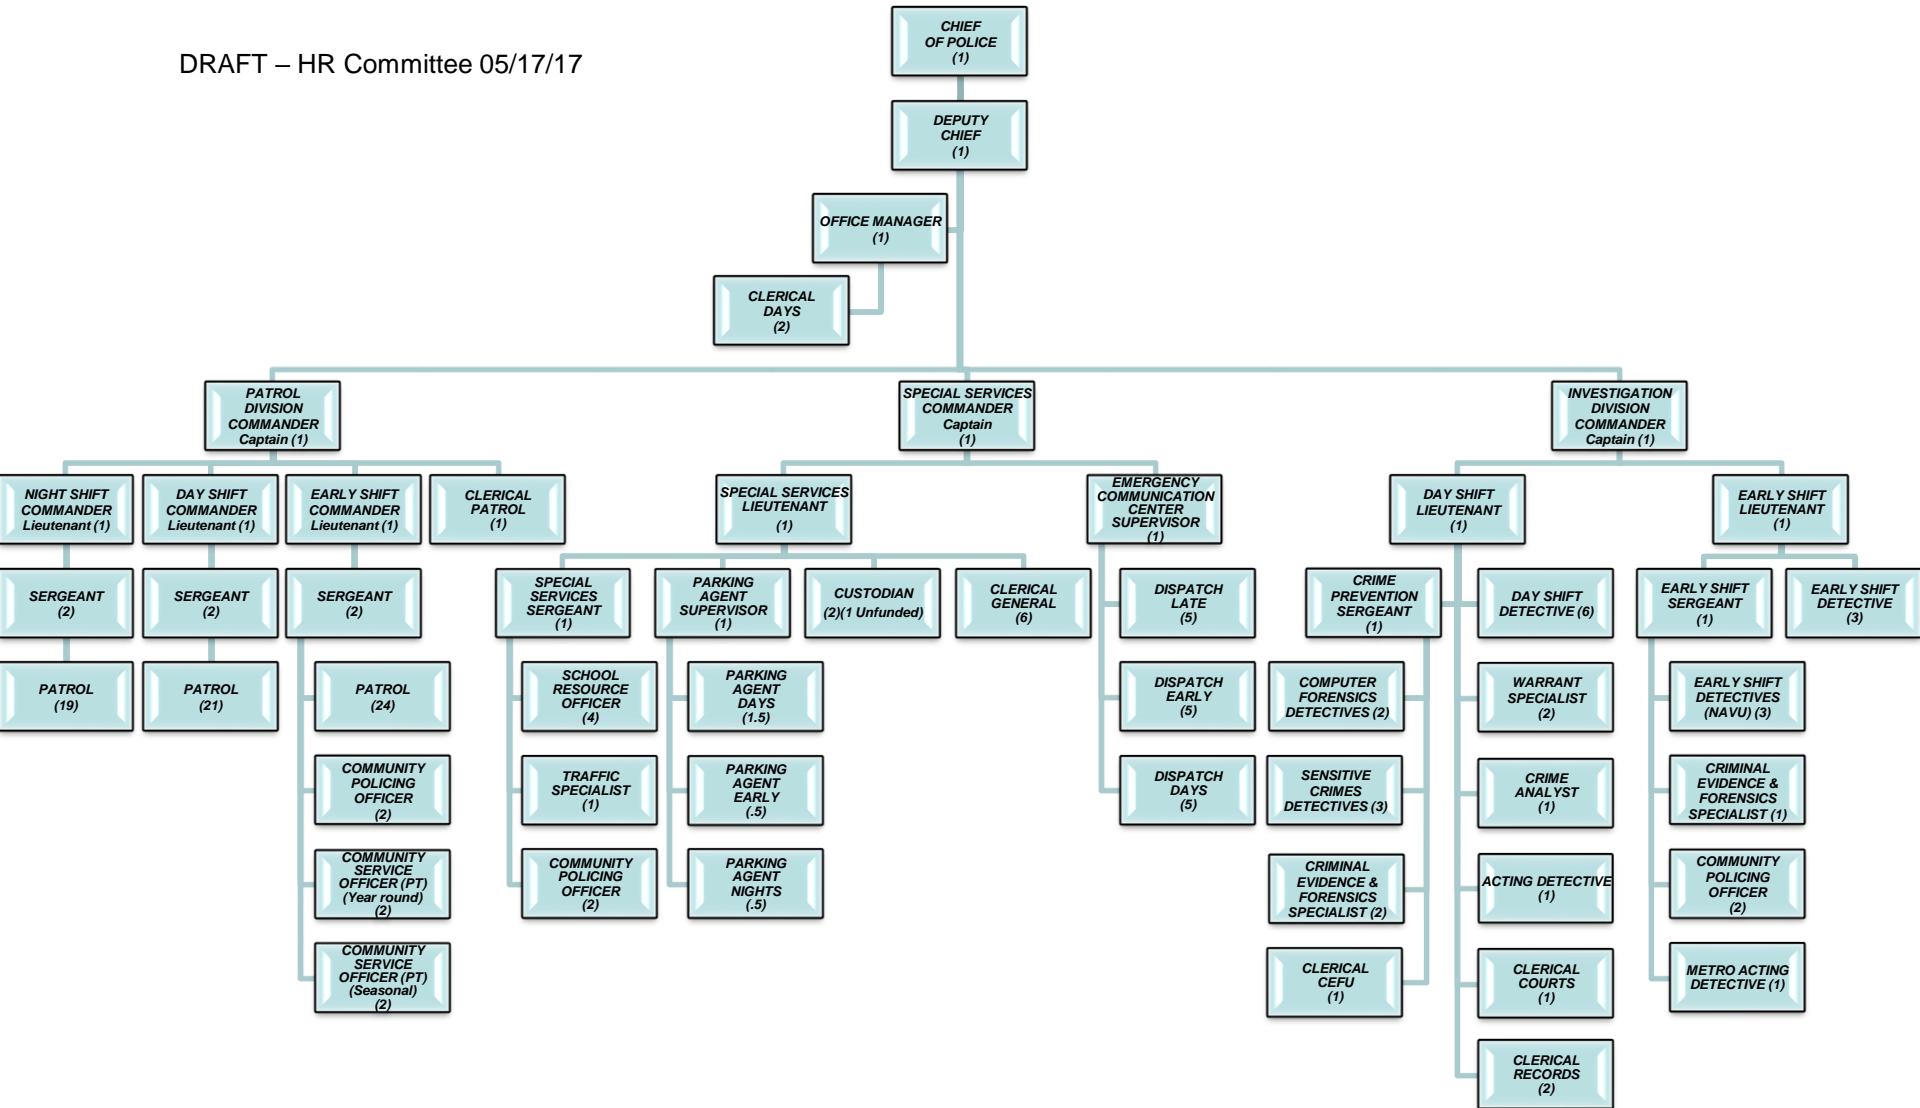 DRAFT – HR Committee 05/17/17
CHIEF
OF POLICE
(1)
DEPUTY
CHIEF
(1)
OFFICE MANAGER
(1)
CLERICAL
DAYS
(2)
PATROL
DIVISION
COMMANDER
Captain (1)
SPECIAL SERVICES
COMMANDER
Captain
(1)
INVESTIGATION
DIVISION
COMMANDER
Captain (1)
NIGHT SHIFT
COMMANDER
Lieutenant (1)
DAY SHIFT
COMMANDER
Lieutenant (1)
EARLY SHIFT
COMMANDER
Lieutenant (1)
CLERICAL
PATROL
(1)
SPECIAL SERVICES
LIEUTENANT
(1)
EMERGENCY
COMMUNICATION
CENTER
SUPERVISOR
(1)
DAY SHIFT
LIEUTENANT
(1)
EARLY SHIFT
LIEUTENANT
(1)
SERGEANT
(2)
SERGEANT
(2)
SERGEANT
(2)
SPECIAL
SERVICES
SERGEANT
(1)
PARKING
AGENT
SUPERVISOR
(1)
CUSTODIAN
(2)(1 Unfunded)
CLERICAL
GENERAL
(6)
DISPATCH
LATE
(5)
CRIME
PREVENTION
SERGEANT
(1)
DAY SHIFT
DETECTIVE (6)
EARLY SHIFT
SERGEANT
(1)
EARLY SHIFT
DETECTIVE
(3)
PATROL
(19)
PATROL
(21)
PATROL
(24)
SCHOOL
RESOURCE
OFFICER
(4)
PARKING
AGENT
DAYS
(1.5)
DISPATCH
EARLY
(5)
COMPUTER
FORENSICS
DETECTIVES (2)
WARRANT
SPECIALIST
(2)
EARLY SHIFT
DETECTIVES
(NAVU) (3)
COMMUNITY
POLICING
OFFICER
(2)
TRAFFIC
SPECIALIST
(1)
PARKING
AGENT
EARLY
(.5)
DISPATCH
DAYS
(5)
SENSITIVE
CRIMES
DETECTIVES (3)
CRIME
ANALYST
(1)
CRIMINAL
EVIDENCE &
FORENSICS
SPECIALIST (1)
COMMUNITY
SERVICE
OFFICER (PT)
(Year round)
(2)
COMMUNITY
POLICING
OFFICER
(2)
PARKING
AGENT
NIGHTS
(.5)
CRIMINAL
EVIDENCE &
FORENSICS
SPECIALIST (2)
ACTING DETECTIVE
(1)
COMMUNITY
POLICING
OFFICER
(2)
COMMUNITY
SERVICE
OFFICER (PT)
(Seasonal)
(2)
CLERICAL
CEFU
(1)
CLERICAL
COURTS
(1)
METRO ACTING
DETECTIVE (1)
CLERICAL
RECORDS
(2)